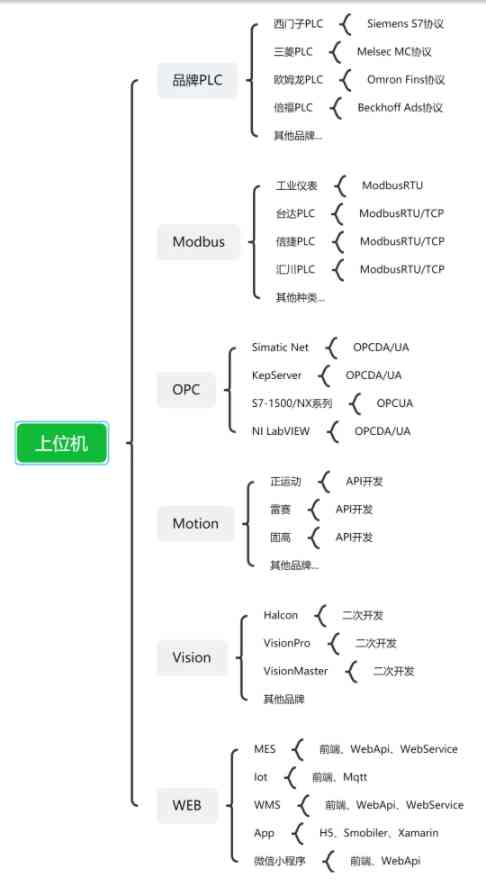 上位机
品牌PLC
西门子PLC Siemens S7协议
三菱PLC Melsec MC协议
欧姆龙PLC Omron Fins协议
倍福PLC Beckhoff Ads协议
其他品牌...
Modbus
工业仪表 ModbusRTU
台达PLC ModbusRTU/TCP
信捷PLC ModbusRTU/TCP
汇川PLC ModbusRTU/TCP
其他种类...
OPC
Simatic Net OPCDA/UA
KepServer OPCDA/UA
S7-1500/NX系列 OPCUA
NI LabVIEW OPCDA/UA
Motion
正运动 API开发
雷赛 API开发
固高 API开发
其他品牌...
Vision
Halcon 二次开发
VisionPro 二次开发
VisionMaster 二次开发
其他品牌
WEB
MES 前端、WebApi、WebService
Iot 前端、Mqtt
WMS 前端、WebApi、WebService
App H5、Smobiler、Xamarin
微信小程序 前端、WebApi